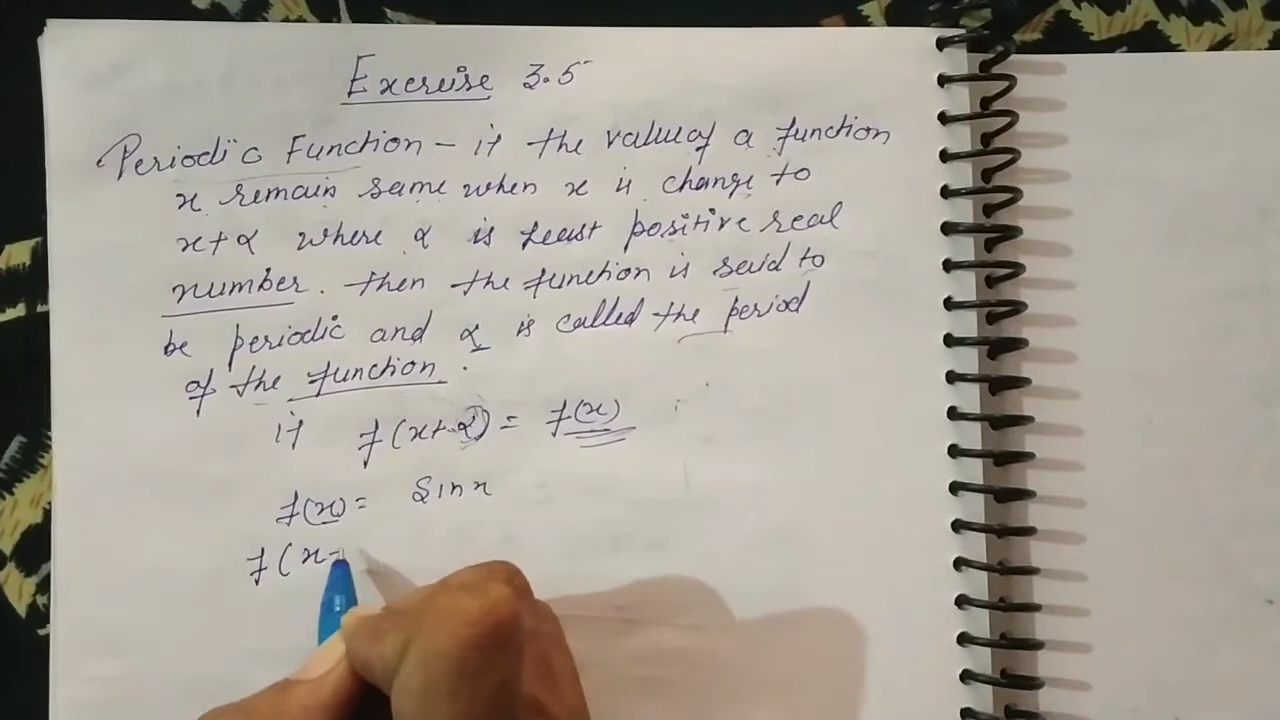 Exercise 3.5
Periodic Function - if the value of a function
x remain same when x is change to
x+α where α is least positive real
number. then the function is said to
be periodic and α is called the period
of the function.
if f(x+α) = f(x)
f(x) = Sin x
f(x+